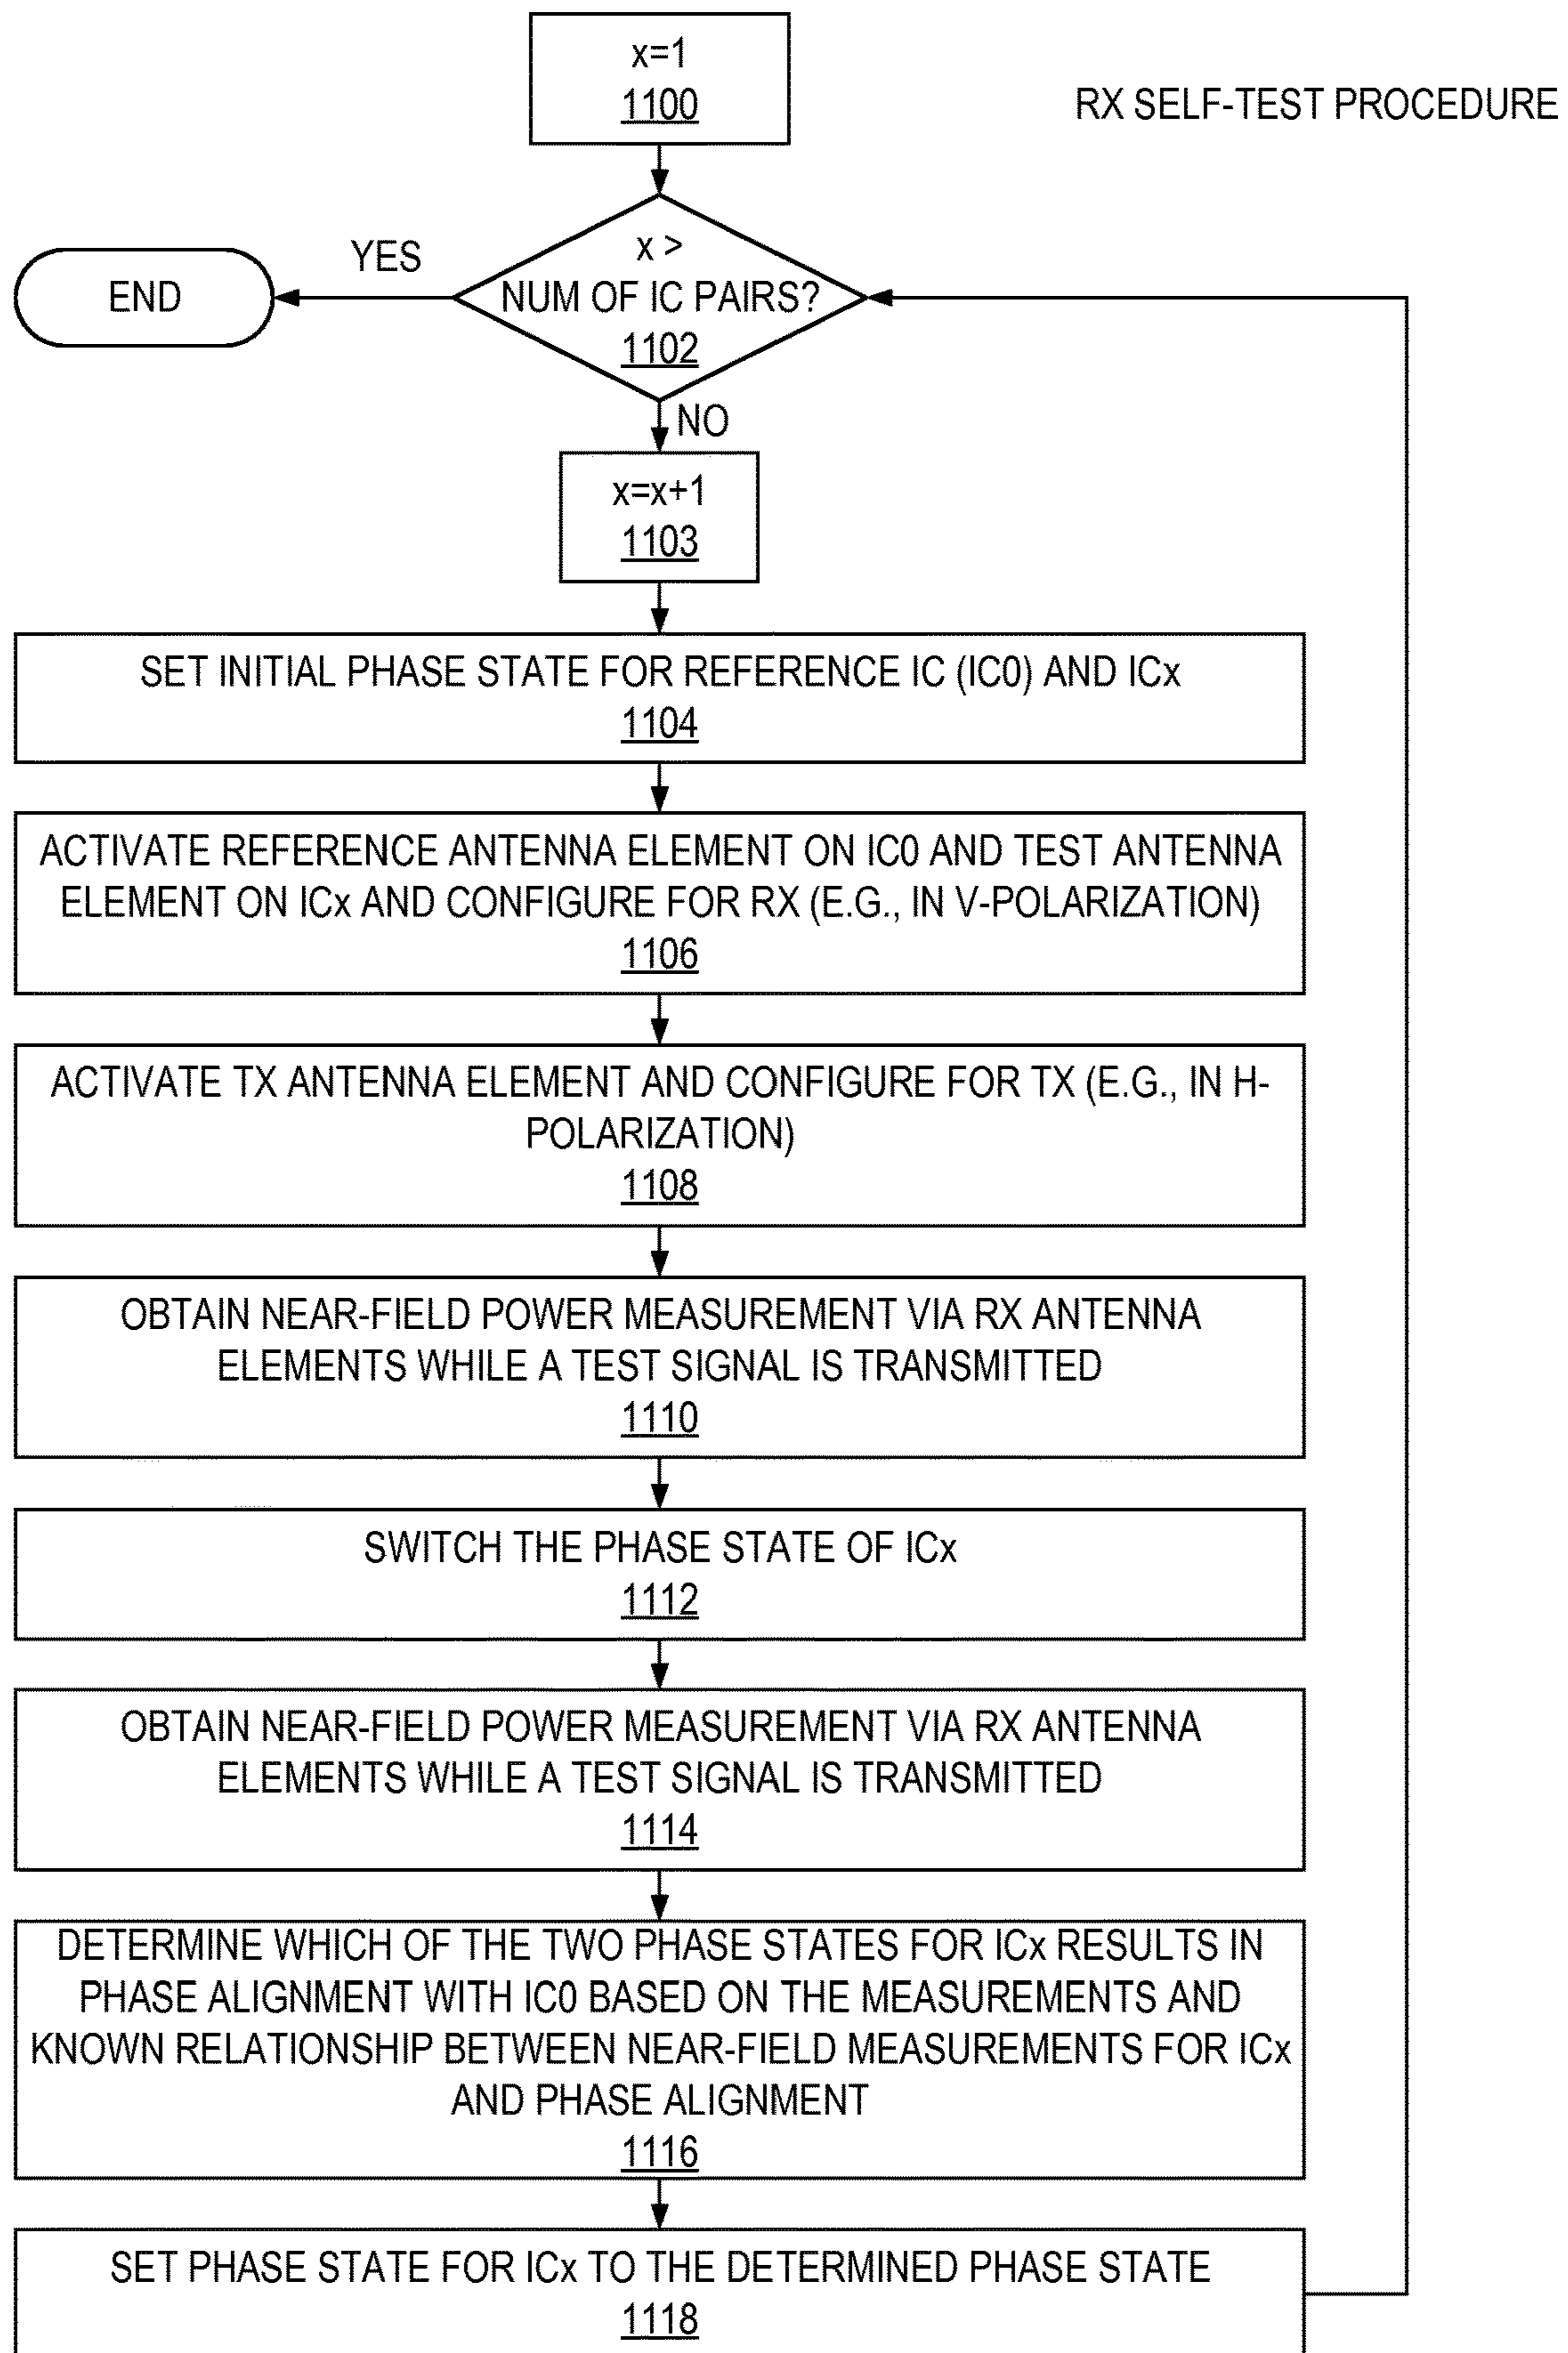 x=1
1100
RX SELF-TEST PROCEDURE
x >
NUM OF IC PAIRS?
1102
YES
END
NO
x=x+1
1103
SET INITIAL PHASE STATE FOR REFERENCE IC (IC0) AND ICx
1104
ACTIVATE REFERENCE ANTENNA ELEMENT ON IC0 AND TEST ANTENNA
ELEMENT ON ICx AND CONFIGURE FOR RX (E.G., IN V-POLARIZATION)
1106
ACTIVATE TX ANTENNA ELEMENT AND CONFIGURE FOR TX (E.G., IN H-
POLARIZATION)
1108
OBTAIN NEAR-FIELD POWER MEASUREMENT VIA RX ANTENNA
ELEMENTS WHILE A TEST SIGNAL IS TRANSMITTED
1110
SWITCH THE PHASE STATE OF ICx
1112
OBTAIN NEAR-FIELD POWER MEASUREMENT VIA RX ANTENNA
ELEMENTS WHILE A TEST SIGNAL IS TRANSMITTED
1114
DETERMINE WHICH OF THE TWO PHASE STATES FOR ICx RESULTS IN
PHASE ALIGNMENT WITH IC0 BASED ON THE MEASUREMENTS AND
KNOWN RELATIONSHIP BETWEEN NEAR-FIELD MEASUREMENTS FOR ICx
AND PHASE ALIGNMENT
1116
SET PHASE STATE FOR ICx TO THE DETERMINED PHASE STATE
1118